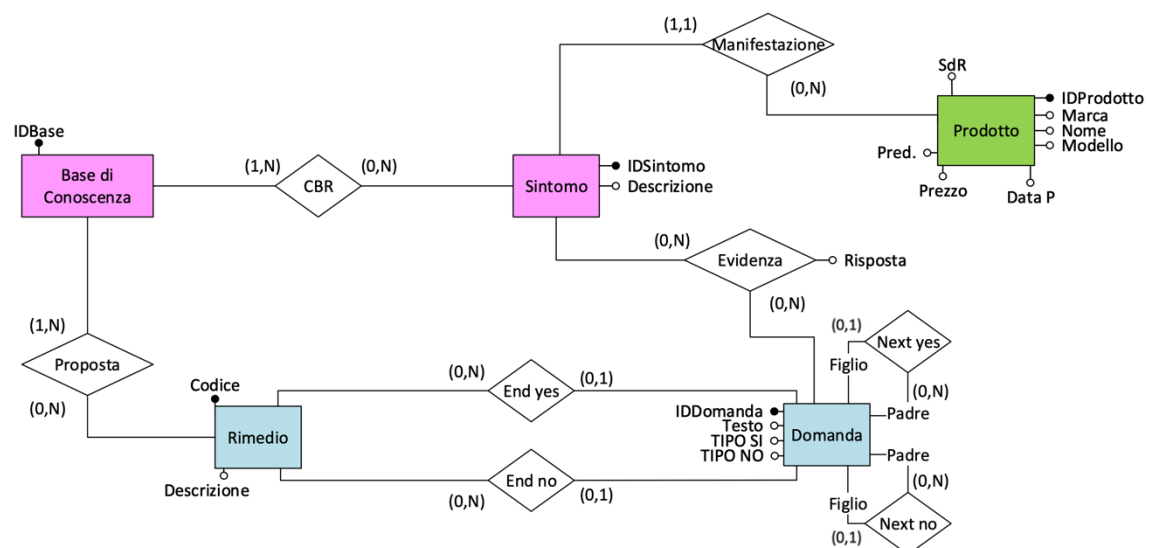 (1,1)
Manifestazione
(0,N)
SdR
IDProdotto
Marca
Nome
Modello
Prodotto
Pred.
Prezzo
Data P
IDBase
Base di
Conoscenza
(1,N)
CBR
(0,N)
Sintomo
IDSintomo
Descrizione
(0,N)
Evidenza
Risposta
(0,N)
(1,N)
Proposta
(0,N)
Codice
Rimedio
Descrizione
(0,N)
End yes
(0,1)
(0,N)
End no
(0,1)
IDDomanda
Testo
TIPO SI
TIPO NO
Domanda
(0,1)
Next yes
Figlio
(0,N)
Padre
Padre
(0,N)
Figlio
Next no
(0,1)